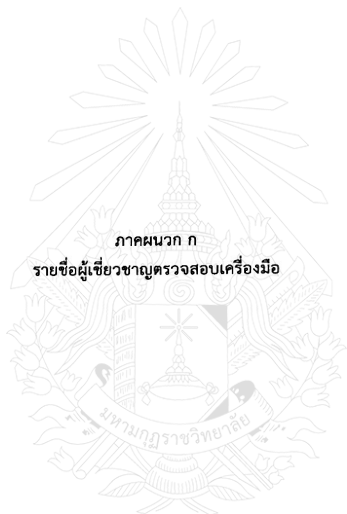 ภาคผนวก ก
รายชื่อผู้เชี่ยวชาญตรวจสอบเครื่องมือ
มหามกุฏราชวิทยาลัย